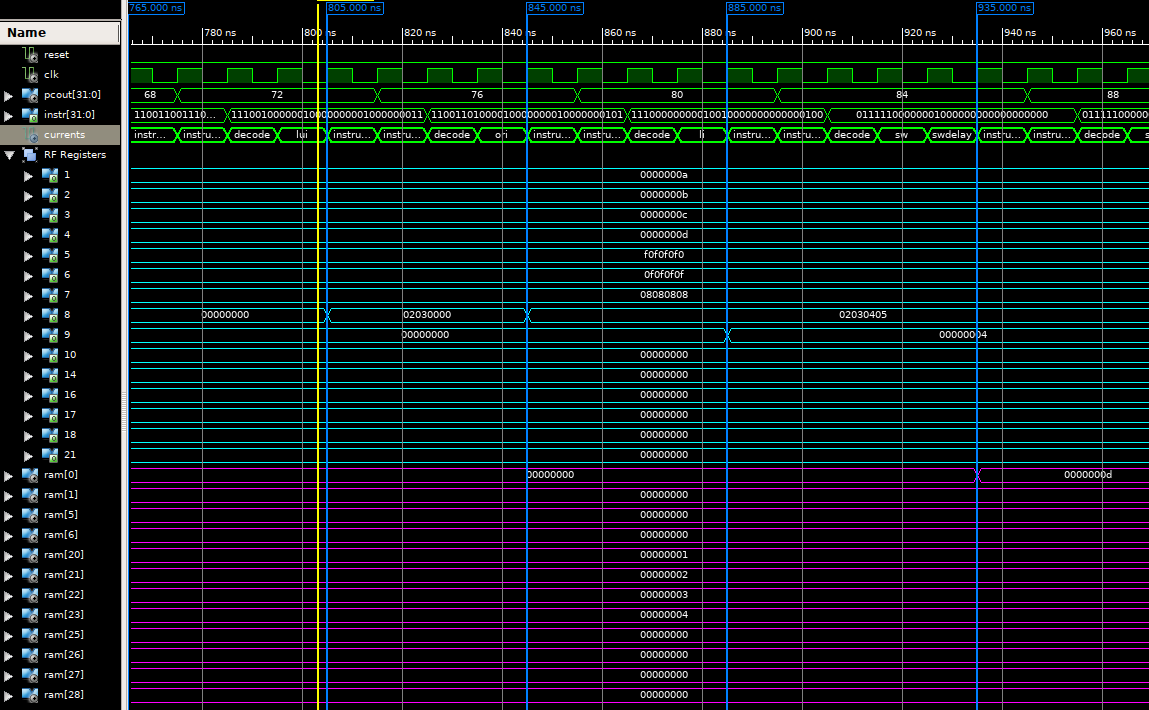 765.000 ns 805.000 ns 845.000 ns 885.000 ns 935.000 ns
Name 780 ns 800 ns 820 ns 840 ns 860 ns 880 ns 900 ns 920 ns 940 ns 960 ns
reset
clk
pcout[31:0] 68 72 76 80 84 88
instr[31:0]
currents instr... instru... decode lui instru... instru... decode ori instru... instru... decode li instru... instru... decode sw swdelay instru... instru... decode s
RF Registers
1 0000000a
2 0000000b
3 0000000c
4 0000000d
5 f0f0f0f0
6 0f0f0f0f
7 08080808
8 00000000 02030000 02030405
9 00000000 00000004
10 00000000
14 00000000
16 00000000
17 00000000
18 00000000
21 00000000
ram[0] 00000000 0000000d
ram[1] 00000000
ram[5] 00000000
ram[6] 00000000
ram[20] 00000001
ram[21] 00000002
ram[22] 00000003
ram[23] 00000004
ram[25] 00000000
ram[26] 00000000
ram[27] 00000000
ram[28] 00000000